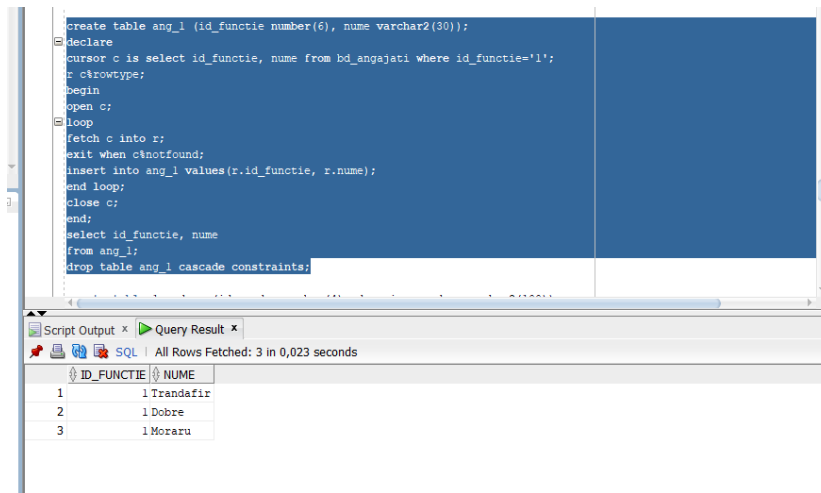 create table ang_1 (id_functie number(6), nume varchar2(30));
declare
cursor c is select id_functie, nume from bd_angajati where id_functie='1';
r c%rowtype;
begin
open c;
loop
fetch c into r;
exit when c%notfound;
insert into ang_1 values(r.id_functie, r.nume);
end loop;
close c;
end;
select id_functie, nume
from ang_1;
drop table ang_1 cascade constraints;
Script Output x Query Result x
SQL | All Rows Fetched: 3 in 0,023 seconds
ID_FUNCTIE NUME
1 1 Trandafir
2 1 Dobre
3 1 Moraru